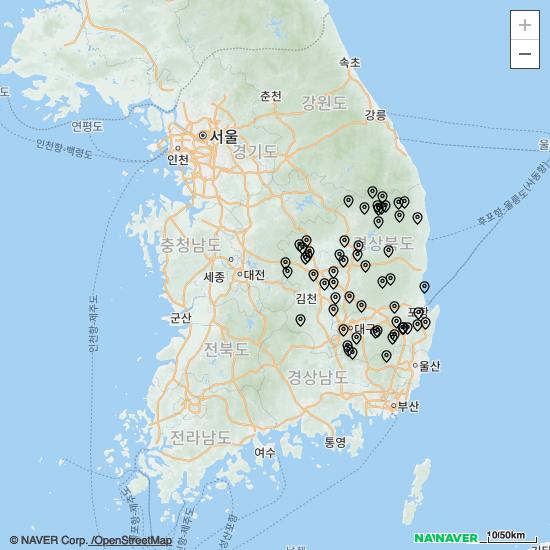 +
−
속초
춘천
강원도
강릉
도
연평도
서울
울
인천항-백령도
인천
경기도
후포항-울릉도(사동항)
충청남도
경상북도
세종
대전
인천항-제주도
김천
군산
포항
대구
전라북도
경상남도
울산
부산
전라남도
여수
통영
© NAVER Corp. /OpenStreetMap
NAVER
10/50km